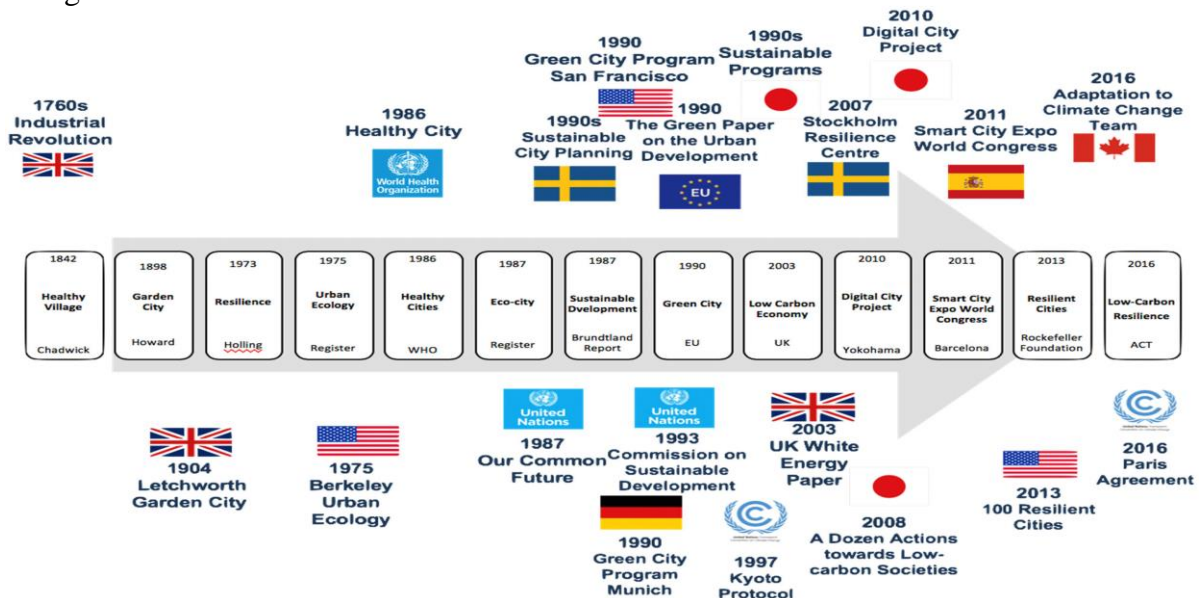 1760s
Industrial
Revolution
1986
Healthy City
World Health
Organization
1990
Green City Program
San Francisco
1990s
Sustainable
City Planning
1990
The Green Paper
on the Urban
Development
EU
1990s
Sustainable
Programs
2007
Stockholm
Resilience
Centre
2010
Digital City
Project
2011
Smart City Expo
World Congress
2016
Adaptation to
Climate Change
Team
1842
Healthy
Village
Chadwick
1898
Garden
City
Howard
1973
Resilience
Holling
1975
Urban
Ecology
Register
1986
Healthy
Cities
WHO
1987
Eco-city
Register
1987
Sustainable
Dvelopment
Brundtland
Report
1990
Green City
EU
2003
Low Carbon
Economy
UK
2010
Digital City
Project
Yokohama
2011
Smart City
Expo World
Congress
Barcelona
2013
Resilient
Cities
Rockefeller
Foundation
2016
Low-Carbon
Resilience
ACT
1904
Letchworth
Garden City
1975
Berkeley
Urban
Ecology
United
Nations
1987
Our Common
Future
United
Nations
1993
Commission on
Sustainable
Development
1990
Green City
Program
Munich
1997
Kyoto
Protocol
2003
UK White
Energy
Paper
2008
A Dozen Actions
towards Low-
carbon Societies
2013
100 Resilient
Cities
2016
Paris
Agreement